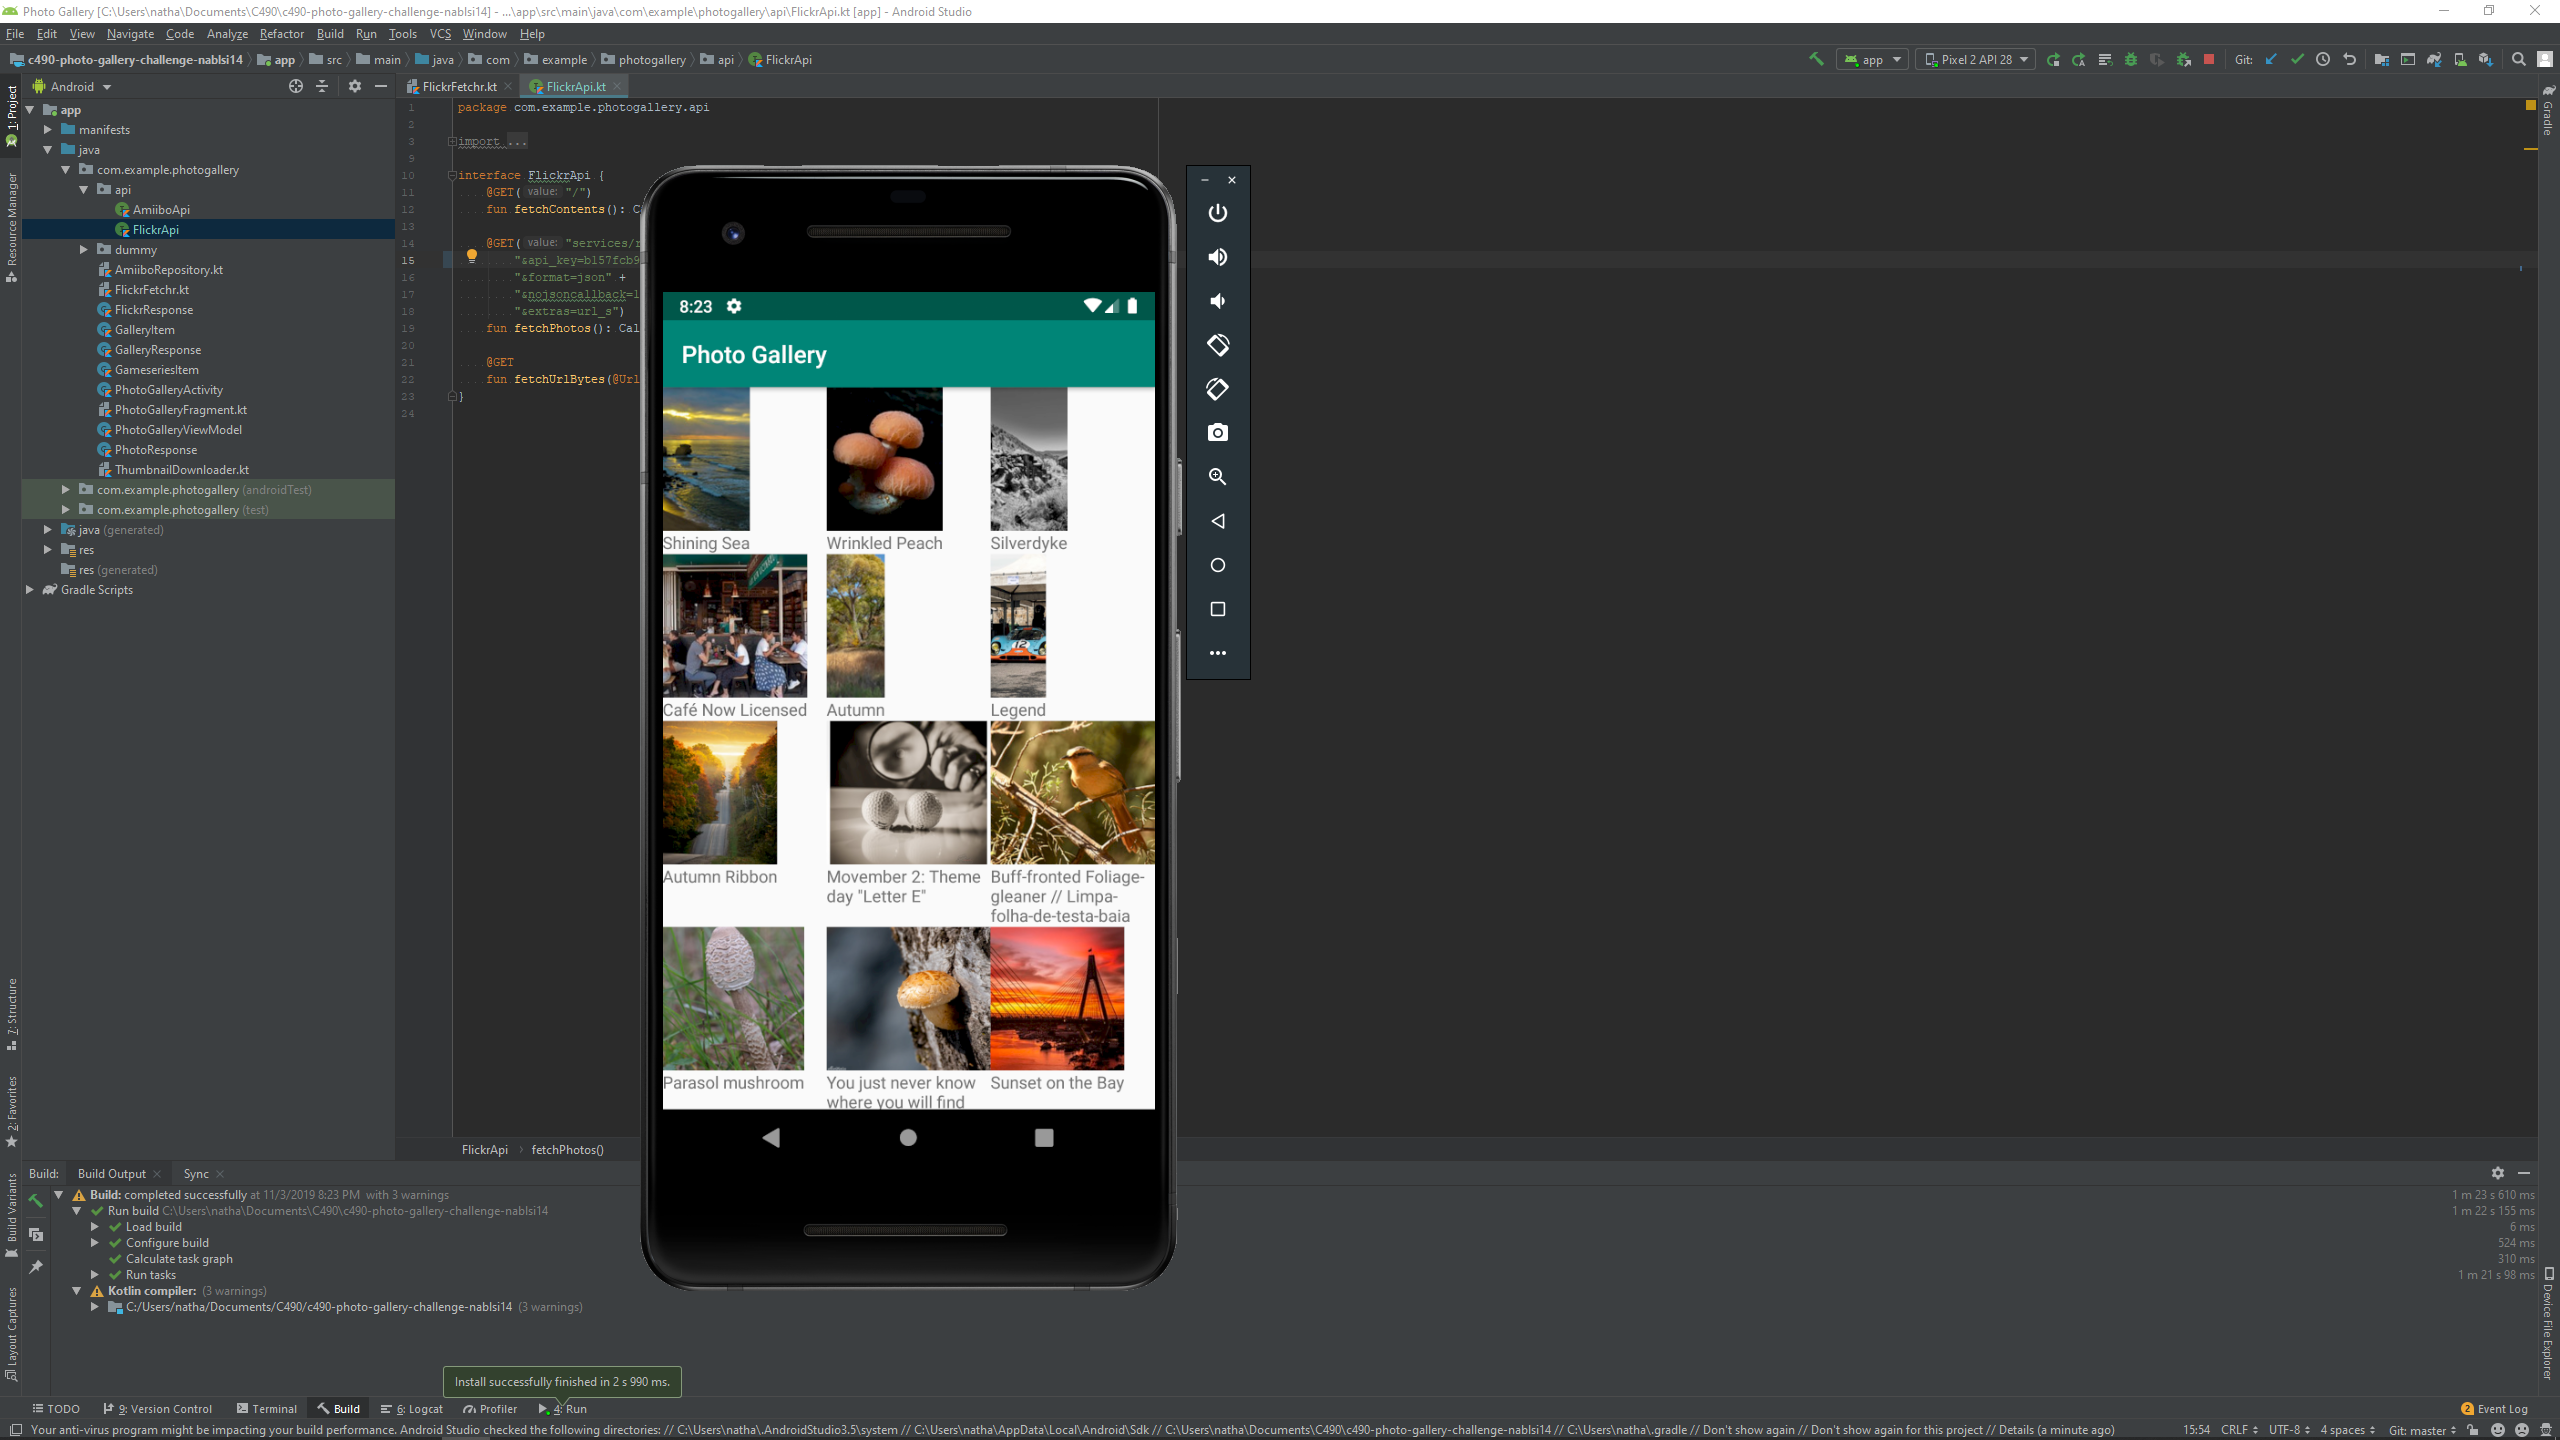 Photo Gallery [C:\Users\natha\Documents\C490\c490-photo-gallery-challenge-nablsi14] - ...\app\src\main\java\com\example\photogallery\api\FlickrApi.kt [app] - Android Studio
File Edit View Navigate Code Analyze Refactor Build Run Tools VCS Window Help
c490-photo-gallery-challenge-nablsi14 app src main java com example photogallery api FlickrApi
app Pixel 2 API 28 Git:
1: Project
Resource Manager
7: Structure
2: Favorites
Build Variants
Layout Captures
Android
app
manifests
java
com.example.photogallery
api
AmiiboApi
FlickrApi
dummy
AmiiboRepository.kt
FlickrFetchr.kt
FlickrResponse
GalleryItem
GalleryResponse
GameseriesItem
PhotoGalleryActivity
PhotoGalleryFragment.kt
PhotoGalleryViewModel
PhotoResponse
ThumbnailDownloader.kt
com.example.photogallery (androidTest)
com.example.photogallery (test)
java (generated)
res
res (generated)
Gradle Scripts
FlickrFetchr.kt FlickrApi.kt
1 package com.example.photogallery.api
2
3 import ...
9
10 interface FlickrApi {
11 @GET( value: "/")
12 fun fetchContents(): C
13
14 @GET( value: "services/r
15 "&api_key=b157fcb9
16 "&format=json" +
17 "&nojsoncallback=1
18 "&extras=url_s")
19 fun fetchPhotos(): Cal
20
21 @GET
22 fun fetchUrlBytes(@Url
23 }
24
8:23
Photo Gallery
Shining Sea
Wrinkled Peach
Silverdyke
Café Now Licensed
Autumn
Legend
12
Autumn Ribbon
Movember 2: Theme
day "Letter E"
Buff-fronted Foliage-
gleaner // Limpa-
folha-de-testa-baia
Parasol mushroom
You just never know
where you will find
Sunset on the Bay
Gradle
Device File Explorer
FlickrApi fetchPhotos()
Build: Build Output Sync
Build: completed successfully at 11/3/2019 8:23 PM with 3 warnings 1 m 23 s 610 ms
Run build C:\Users\natha\Documents\C490\c490-photo-gallery-challenge-nablsi14 1 m 22 s 155 ms
Load build 6 ms
Configure build 524 ms
Calculate task graph 310 ms
Run tasks 1 m 21 s 98 ms
Kotlin compiler: (3 warnings)
C:/Users/natha/Documents/C490/c490-photo-gallery-challenge-nablsi14 (3 warnings)
Install successfully finished in 2 s 990 ms.
TODO 9: Version Control Terminal Build 6: Logcat Profiler 4: Run 2 Event Log
Your anti-virus program might be impacting your build performance. Android Studio checked the following directories: // C:\Users\natha\.AndroidStudio3.5\system // C:\Users\natha\AppData\Local\Android\Sdk // C:\Users\natha\Documents\C490\c490-photo-gallery-challenge-nablsi14 // C:\Users\natha\.gradle // Don't show again // Don't show again for this project // Details (a minute ago) 15:54 CRLF UTF-8 4 spaces Git: master